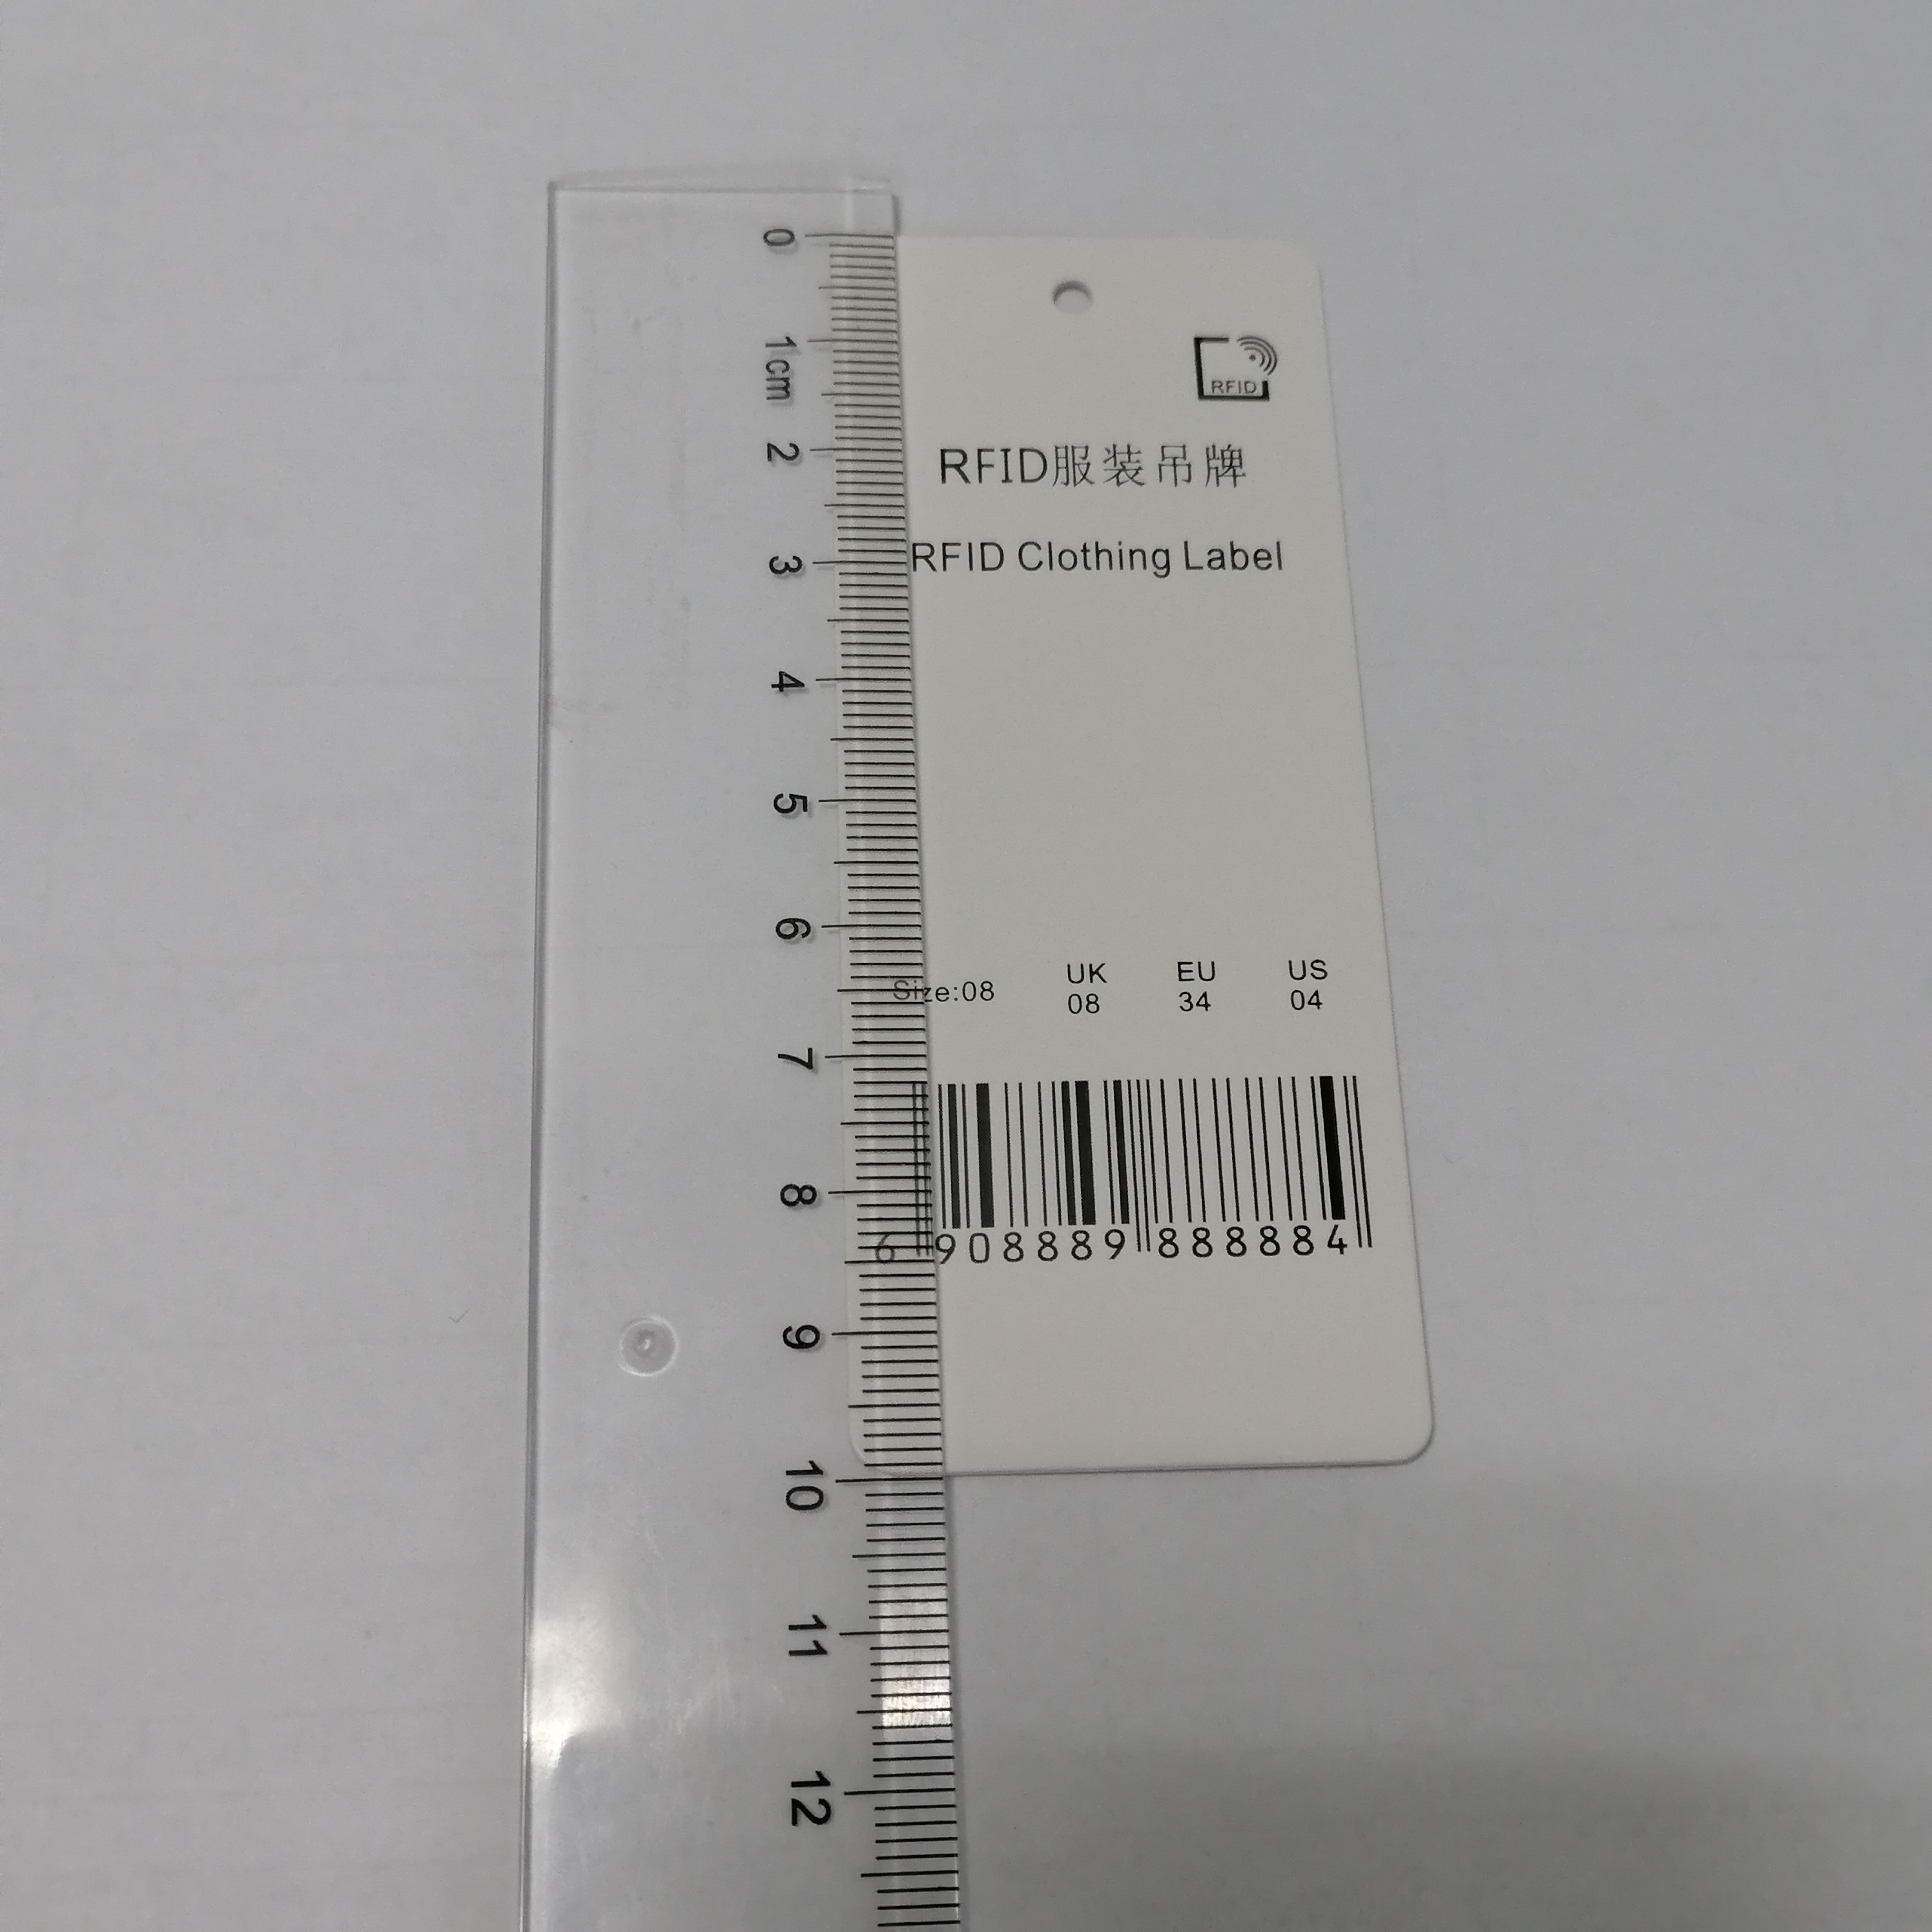 0
1cm
2
3
4
5
6
7
8
9
10
11
12
RFID
RFID服装吊牌
RFID Clothing Label
Size:08 UK EU US
08 34 04
6 908889 888884